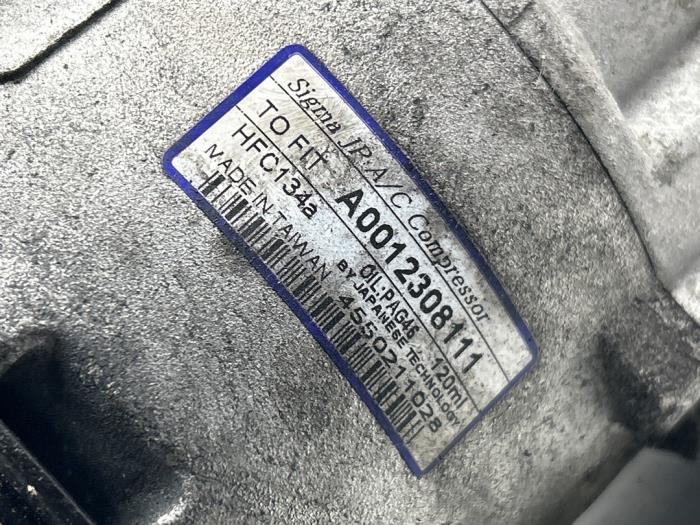 Sigma JP.A/C Compressor
TO FIT: A0012308111
HFC134a OIL:PAG46 120ml
MADE IN TAIWAN BY JAPANESE TECHNOLOGY
4550211028